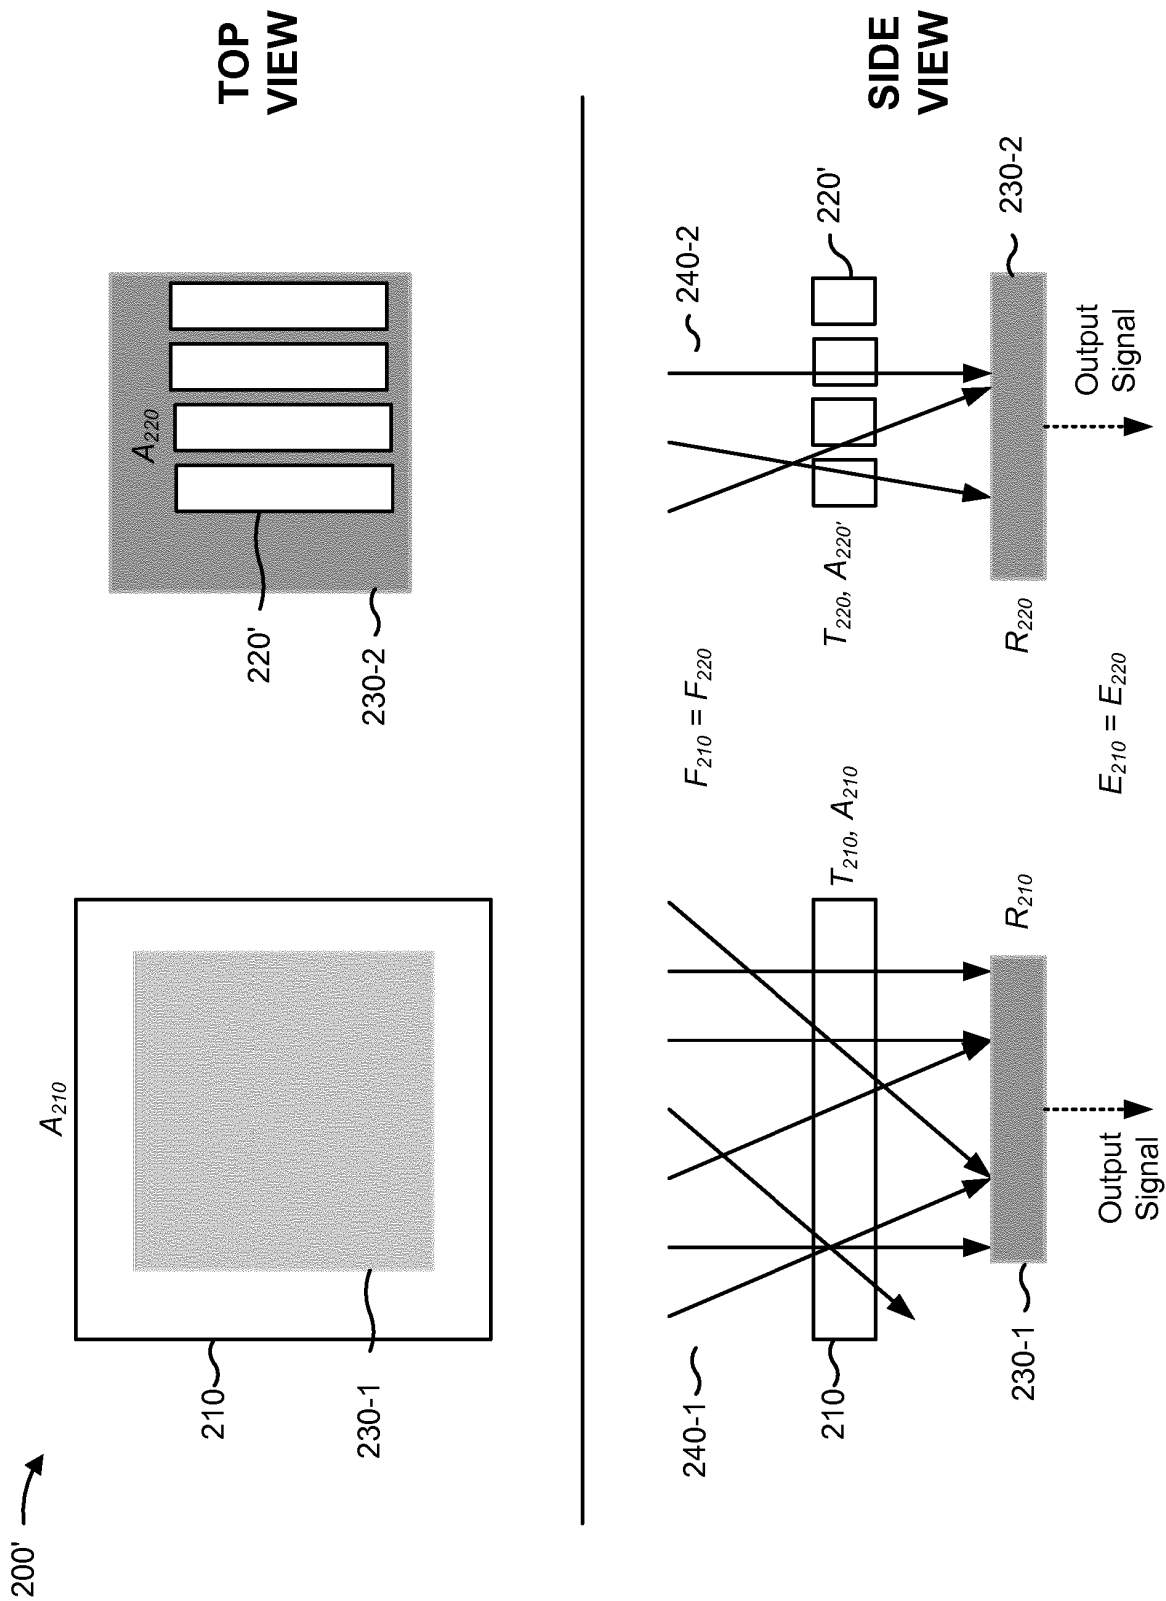 200'
TOP
VIEW
A210
210
230-1
A220
220'
230-2
SIDE
VIEW
240-1
240-2
F210 = F220
210
T210, A210
T220, A220'
220'
230-1
R210
R220
230-2
Output
Signal
E210 = E220
Output
Signal